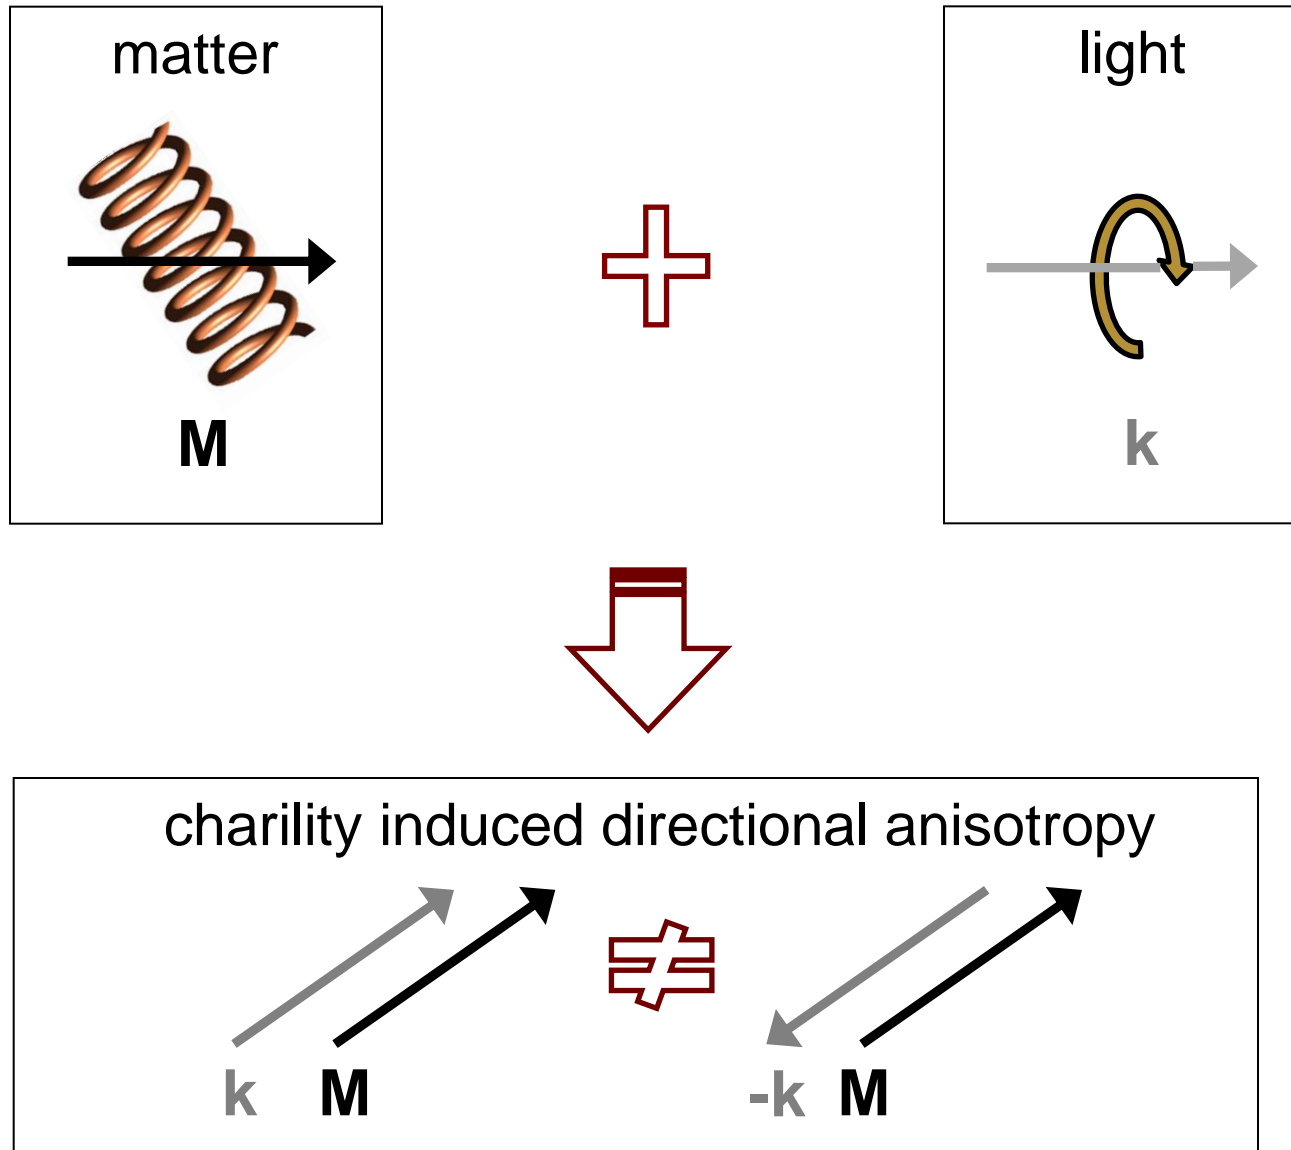 matter
light
M
k
charility induced directional anisotropy
k M
-k M